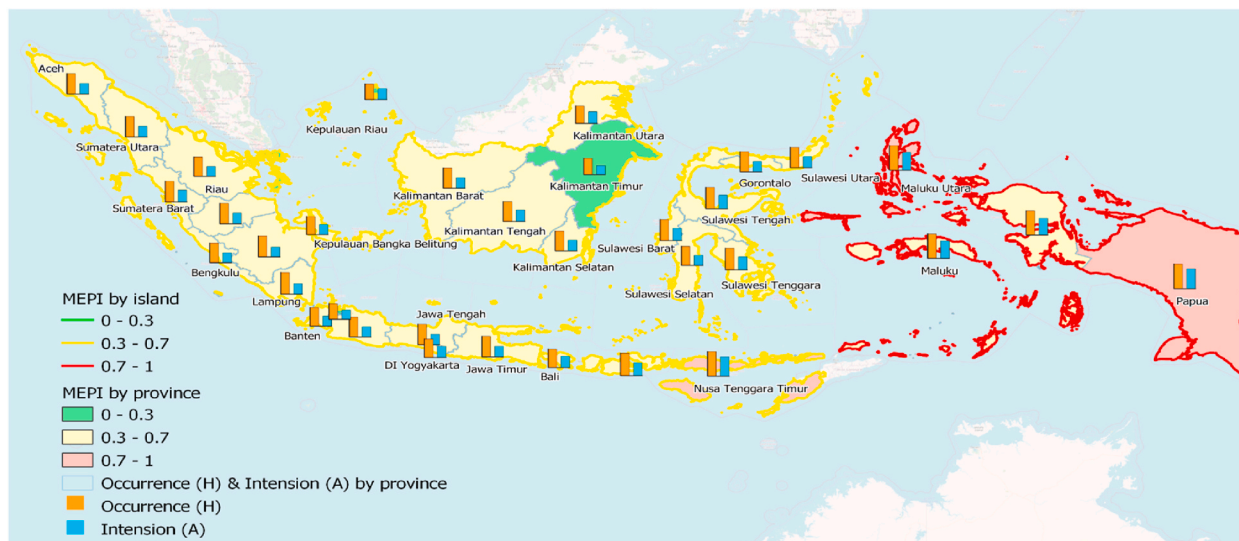 Aceh
Sumatera Utara
Kepulauan Riau
Riau
Sumatera Barat
Kepulauan Bangka Belitung
Bengkulu
Lampung
Banten
Jawa Tengah
DI Yogyakarta
Jawa Timur
Bali
Nusa Tenggara Timur
Kalimantan Utara
Kalimantan Timur
Kalimantan Barat
Kalimantan Tengah
Kalimantan Selatan
Gorontalo
Sulawesi Utara
Sulawesi Tengah
Sulawesi Barat
Sulawesi Selatan
Sulawesi Tenggara
Maluku Utara
Maluku
Papua
MEPI by island
0 - 0.3
0.3 - 0.7
0.7 - 1
MEPI by province
0 - 0.3
0.3 - 0.7
0.7 - 1
Occurrence (H) & Intension (A) by province
Occurrence (H)
Intension (A)